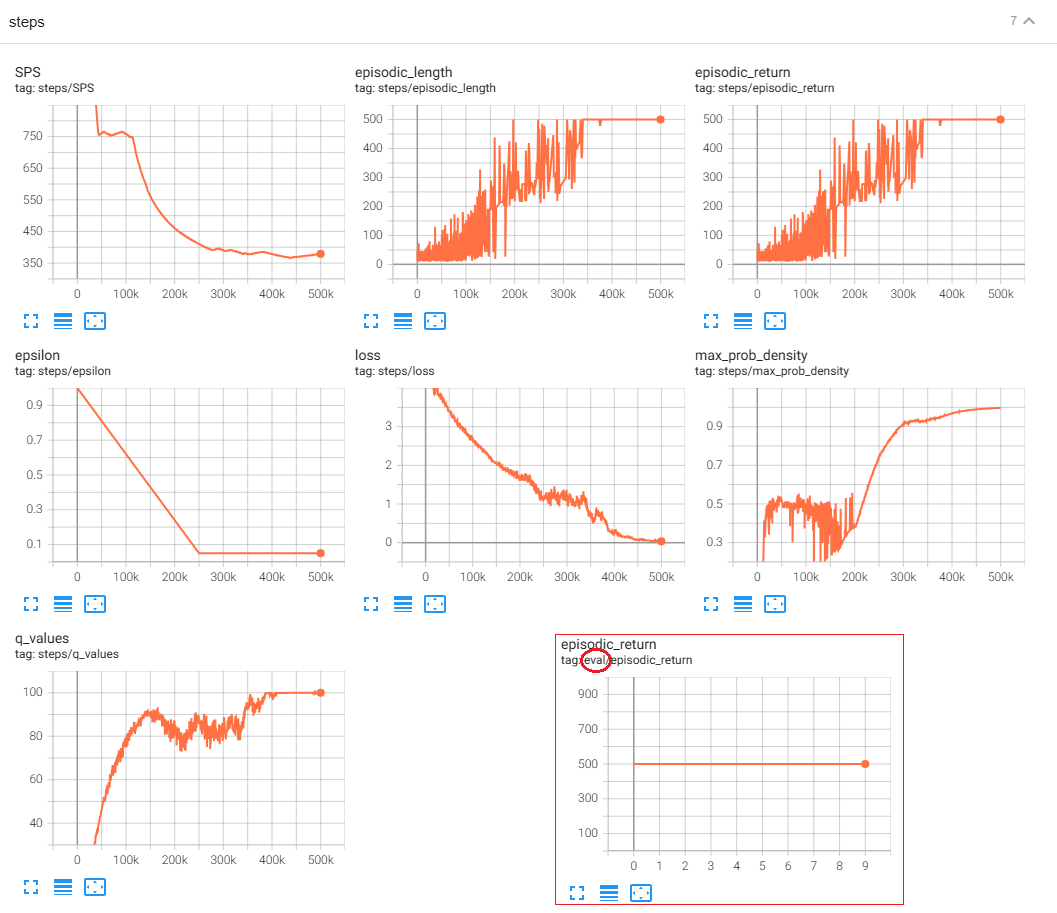 steps
7
SPS
tag: steps/SPS
750
650
550
450
350
0 100k 200k 300k 400k 500k
episodic_length
tag: steps/episodic_length
500
400
300
200
100
0
0 100k 200k 300k 400k 500k
episodic_return
tag: steps/episodic_return
500
400
300
200
100
0
0 100k 200k 300k 400k 500k
epsilon
tag: steps/epsilon
0.9
0.7
0.5
0.3
0.1
0 100k 200k 300k 400k 500k
loss
tag: steps/loss
3
2
1
0
0 100k 200k 300k 400k 500k
max_prob_density
tag: steps/max_prob_density
0.9
0.7
0.5
0.3
0 100k 200k 300k 400k 500k
q_values
tag: steps/q_values
100
80
60
40
0 100k 200k 300k 400k 500k
episodic_return
tag: eval/episodic_return
900
700
500
300
100
0 1 2 3 4 5 6 7 8 9